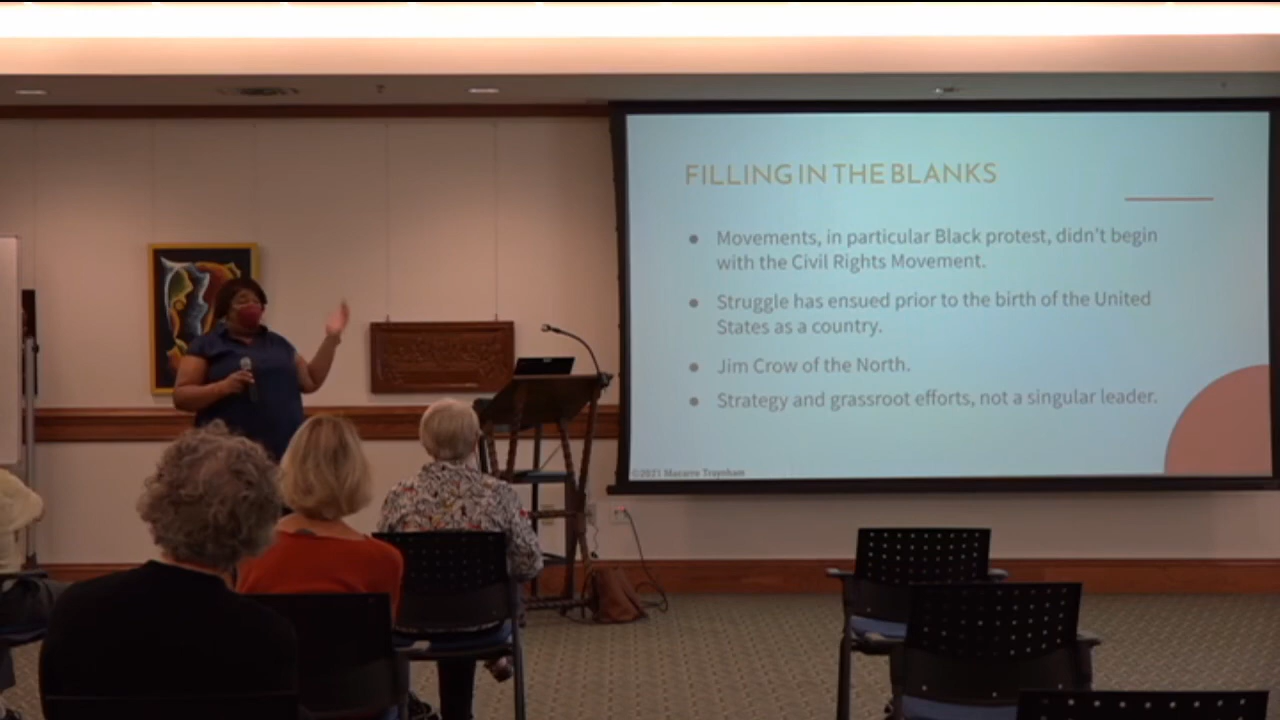 FILLING IN THE BLANKS
● Movements, in particular Black protest, didn't begin
with the Civil Rights Movement.
● Struggle has ensued prior to the birth of the United
States as a country.
● Jim Crow of the North.
● Strategy and grassroot efforts, not a singular leader.
©2021 Macarre Traynham